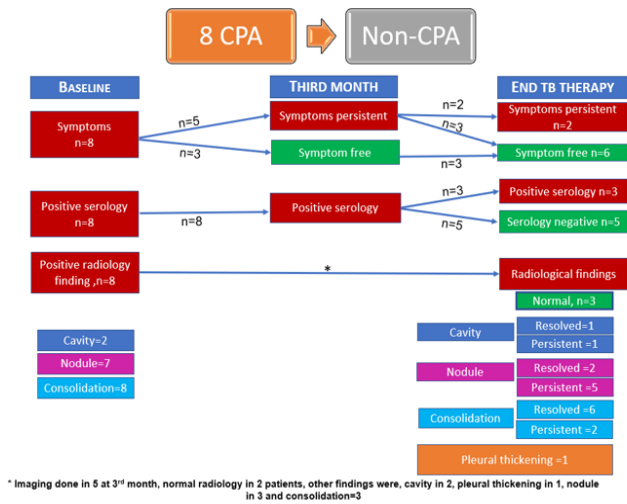 8 CPA
Non-CPA
BASELINE
THIRD MONTH
END TB THERAPY
Symptoms
n=8
n=5
n=3
Symptoms persistent
Symptom free
n=2
n=3
n=3
Symptoms persistent
n=2
Symptom free n=6
Positive serology
n=8
n=8
Positive serology
n=3
n=5
Positive serology n=3
Serology negative n=5
Positive radiology
finding ,n=8
*
Radiological findings
Normal, n=3
Cavity=2
Nodule=7
Consolidation=8
Cavity
Resolved=1
Persistent =1
Nodule
Resolved =2
Persistent =5
Consolidation
Resolved =6
Persistent =2
Pleural thickening =1
* Imaging done in 5 at 3rd month, normal radiology in 2 patients, other findings were, cavity in 2, pleural thickening in 1, nodule
in 3 and consolidation=3